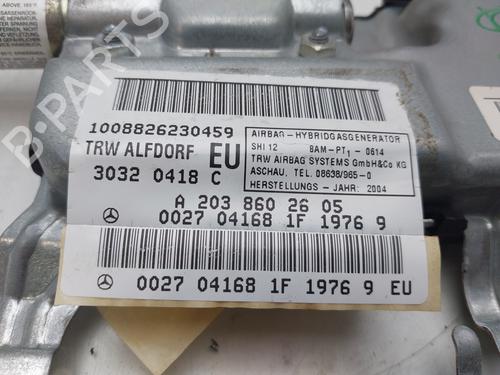 ABOVE
1008826230459
TRW ALFDORF EU
3032 0418 C
AIRBAG - HYBRIDGASGENERATOR
SHI 12 BAM-PT1-0614
TRW AIRBAG SYSTEMS GmbH&Co KG
ASCHAU. TEL. 08638/965-0
HERSTELLUNGS - JAHR: 2004
A 203 860 26 05
0027 04168 1F 1976 9
0027 04168 1F 1976 9 EU
B-PARTS